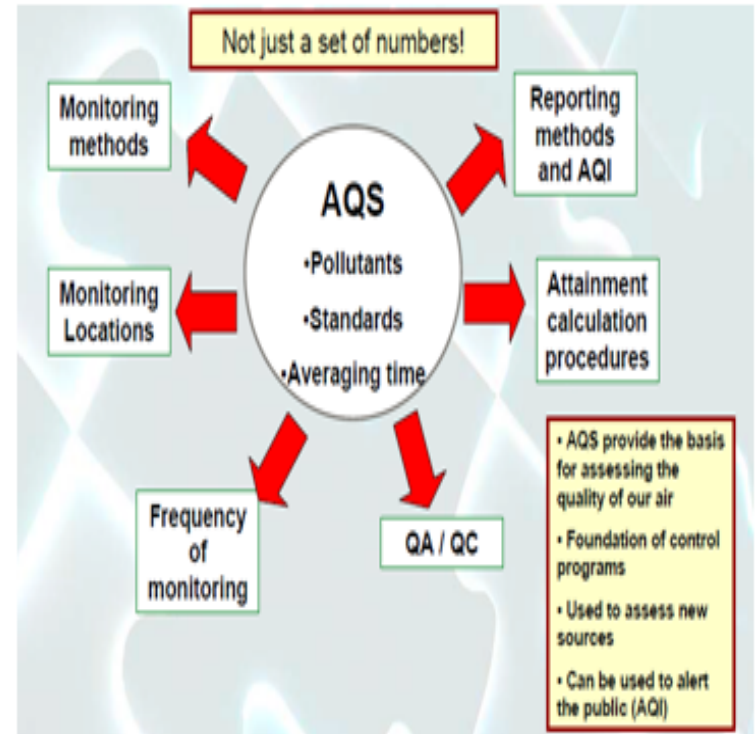 Not just a set of numbers!
Monitoring
methods
Reporting
methods
and AQI
AQS
•Pollutants
•Standards
•Averaging time
Monitoring
Locations
Attainment
calculation
procedures
Frequency
of
monitoring
QA / QC
• AQS provide the basis
for assessing the
quality of our air
• Foundation of control
programs
• Used to assess new
sources
• Can be used to alert
the public (AQI)